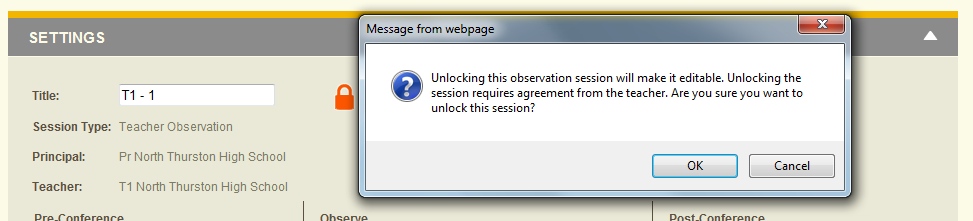 SETTINGS
Message from webpage
Unlocking this observation session will make it editable. Unlocking the
session requires agreement from the teacher. Are you sure you want to
unlock this session?
OK Cancel
Title: T1 - 1
Session Type: Teacher Observation
Principal: Pr North Thurston High School
Teacher: T1 North Thurston High School
Pre-Conference Observe Post-Conference